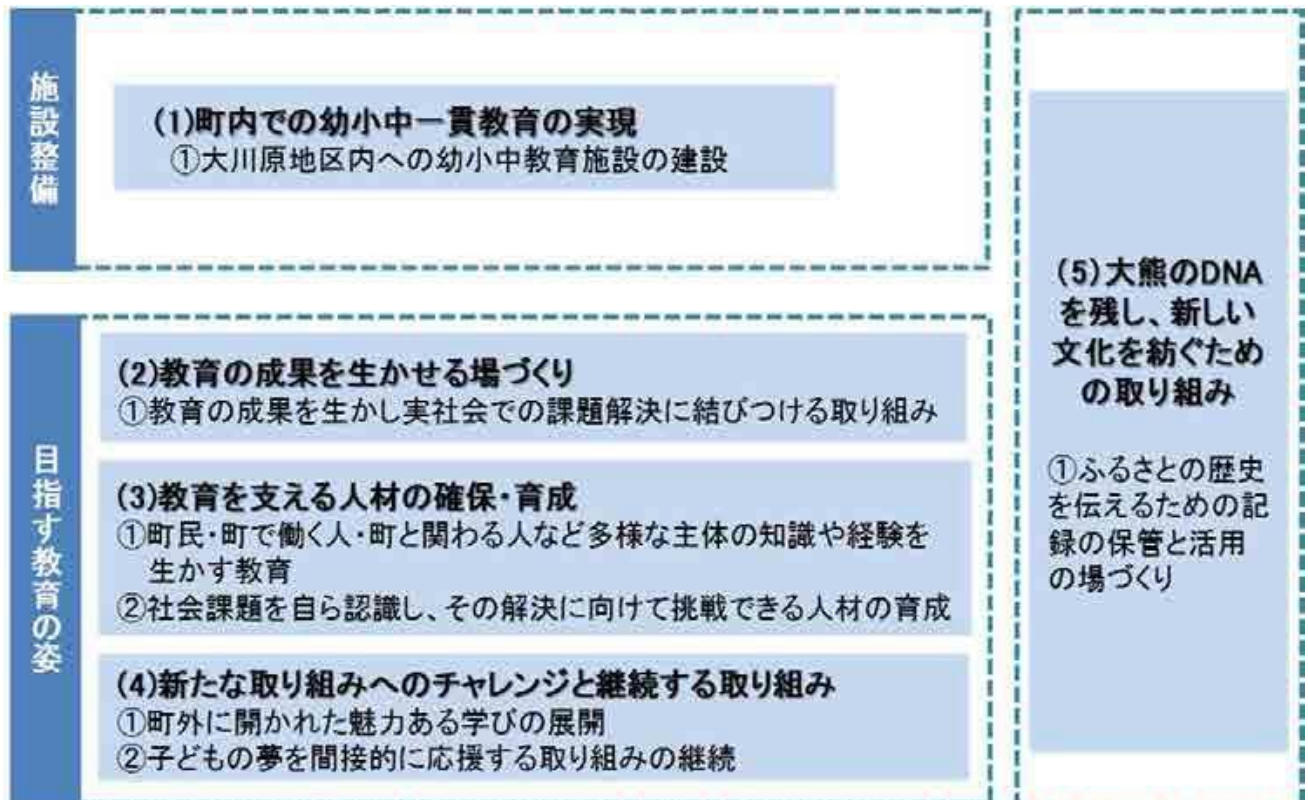 施設整備
(1)町内での幼小中一貫教育の実現
①大川原地区内への幼小中教育施設の建設
目指す教育の姿
(2)教育の成果を生かせる場づくり
①教育の成果を生かし実社会での課題解決に結びつける取り組み
(3)教育を支える人材の確保・育成
①町民・町で働く人・町と関わる人など多様な主体の知識や経験を
生かす教育
②社会課題を自ら認識し、その解決に向けて挑戦できる人材の育成
(4)新たな取り組みへのチャレンジと継続する取り組み
①町外に開かれた魅力ある学びの展開
②子どもの夢を間接的に応援する取り組みの継続
(5)大熊のDNA
を残し、新しい
文化を紡ぐため
の取り組み
①ふるさとの歴史
を伝えるための記
録の保管と活用
の場づくり